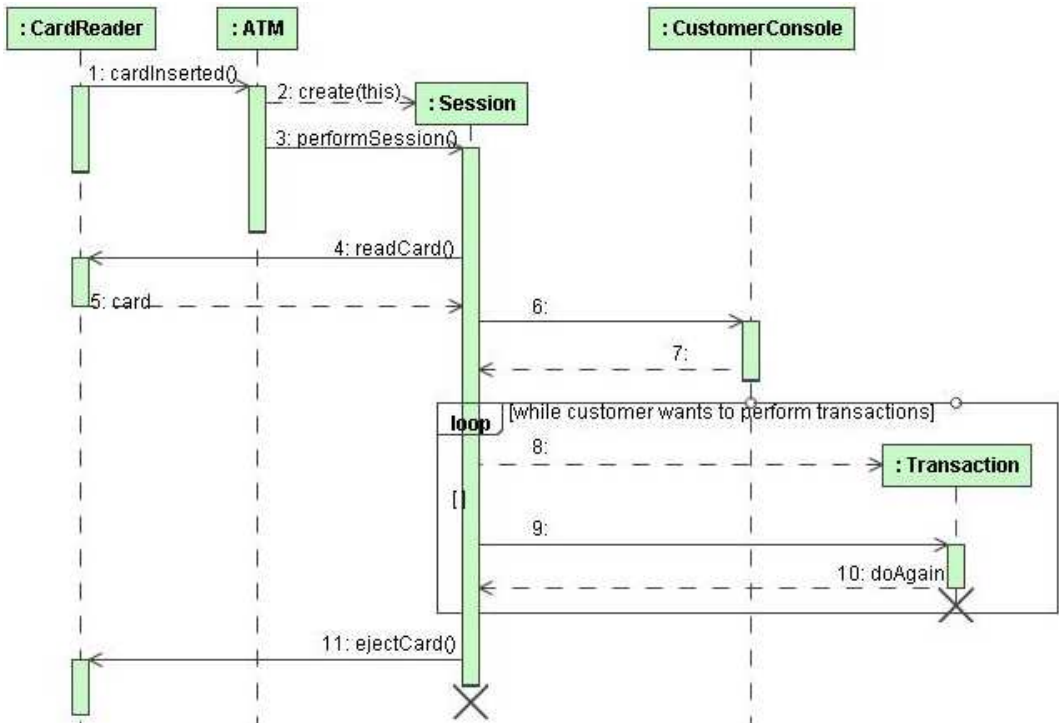 : CardReader
: ATM
: CustomerConsole
1: cardInserted()
2: create(this)
: Session
3: performSession()
4: readCard()
5: card
6:
7:
loop
[while customer wants to perform transactions]
8:
: Transaction
[ ]
9:
10: doAgain
11: ejectCard()